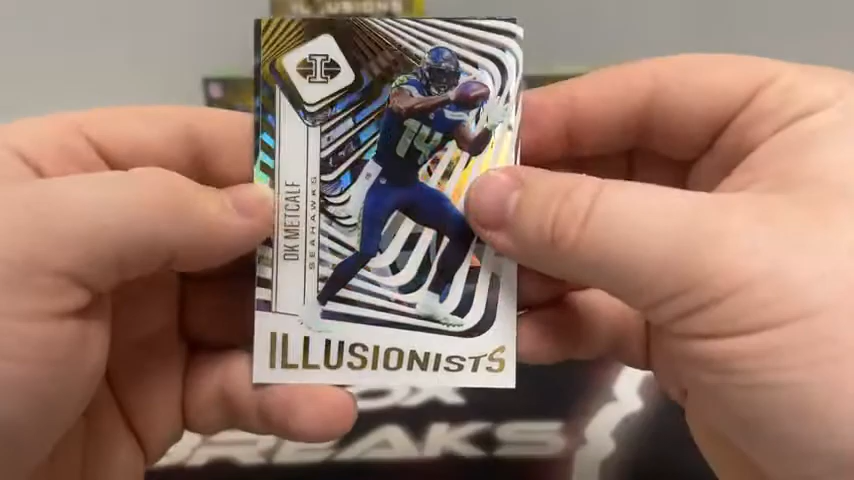 ILLUSIONS
I
14
DK METCALF
SEAHAWKS
ILLUSIONISTS
BREAKS